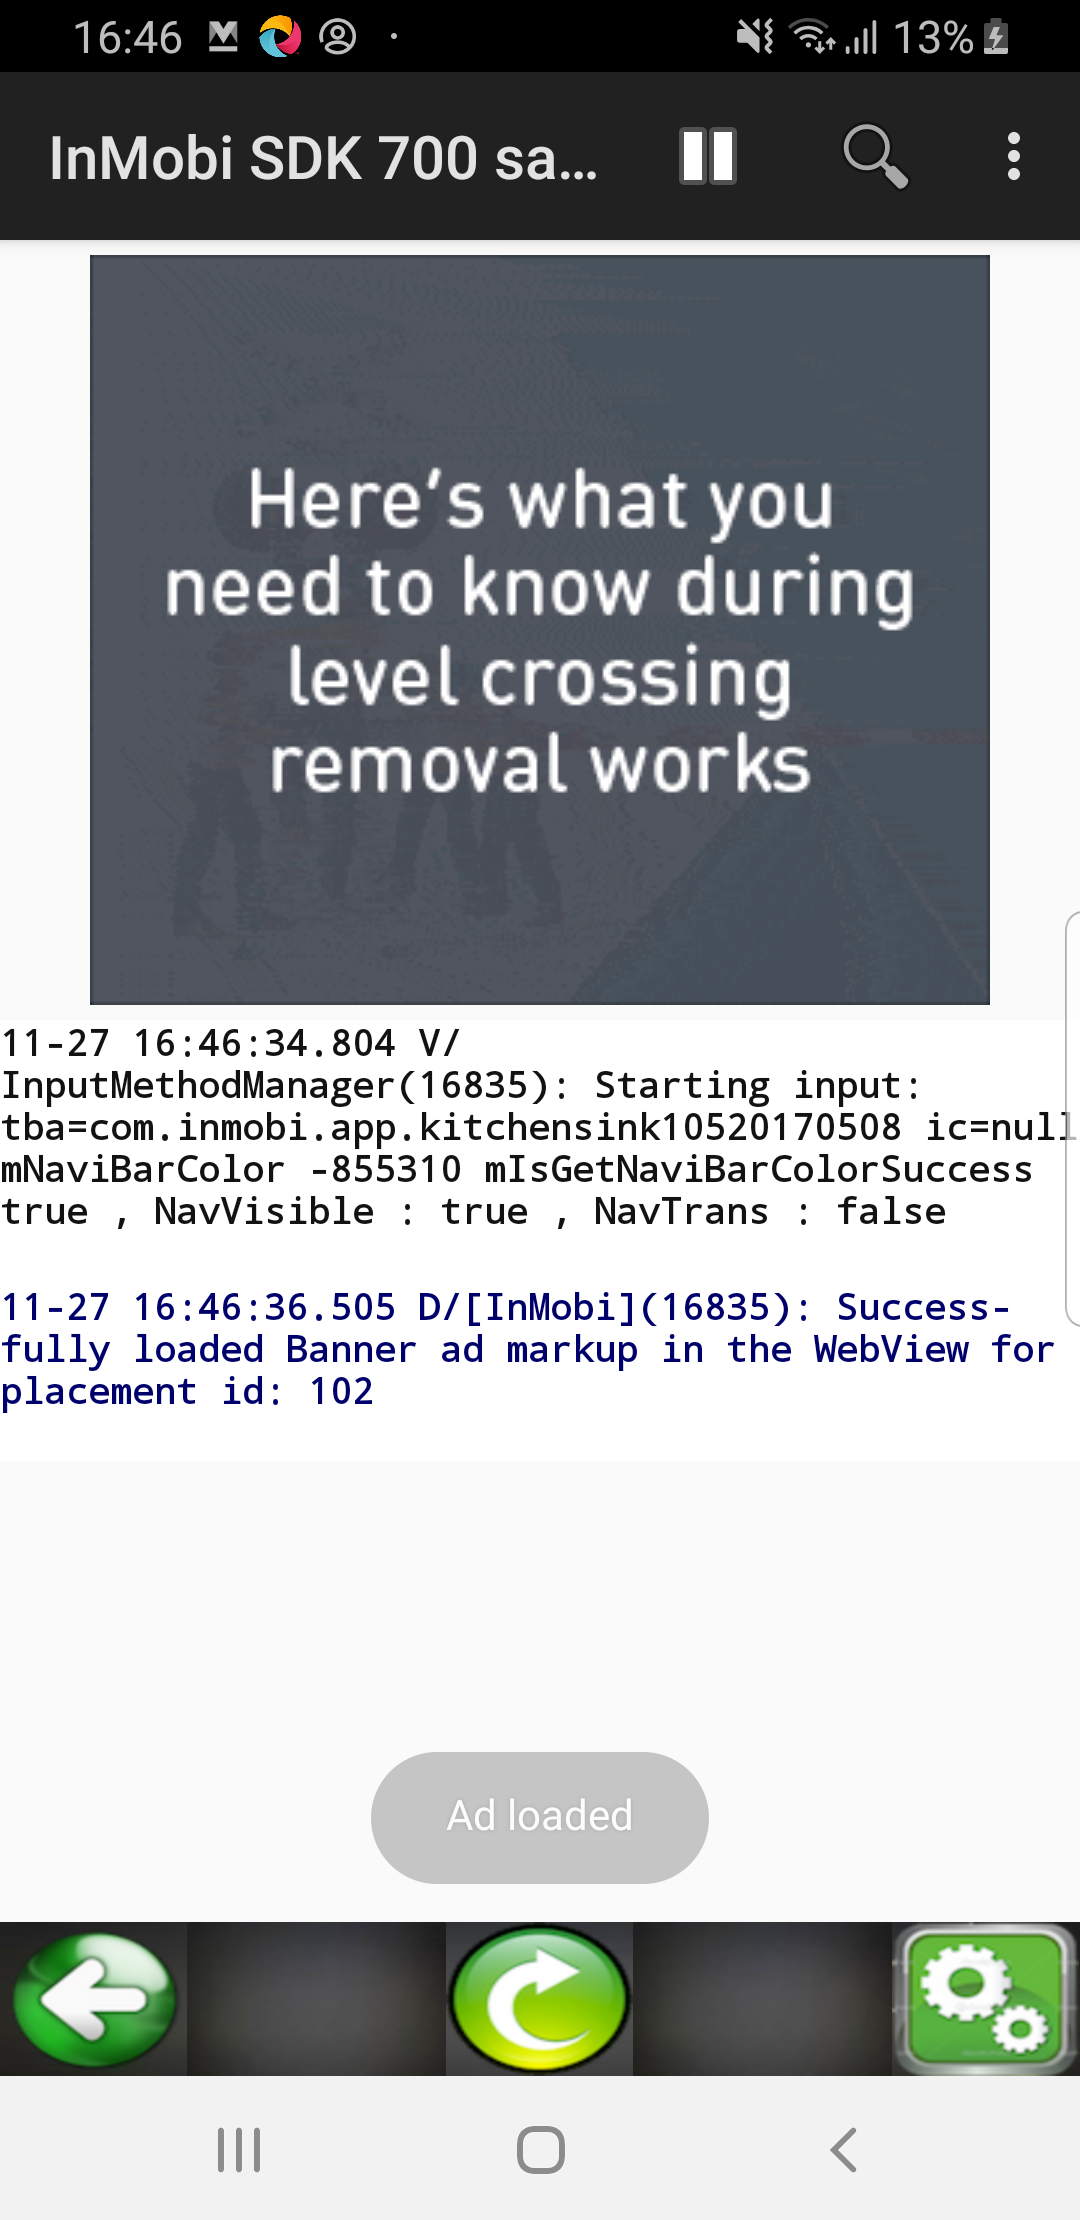 16:46
13%
InMobi SDK 700 sa...
Here's what you
need to know during
level crossing
removal works
11-27 16:46:34.804 V/
InputMethodManager(16835): Starting input:
tba=com.inmobi.app.kitchensink10520170508 ic=null
mNaviBarColor -855310 mIsGetNaviBarColorSuccess
true , NavVisible : true , NavTrans : false
11-27 16:46:36.505 D/[InMobi](16835): Success-
fully loaded Banner ad markup in the WebView for
placement id: 102
Ad loaded